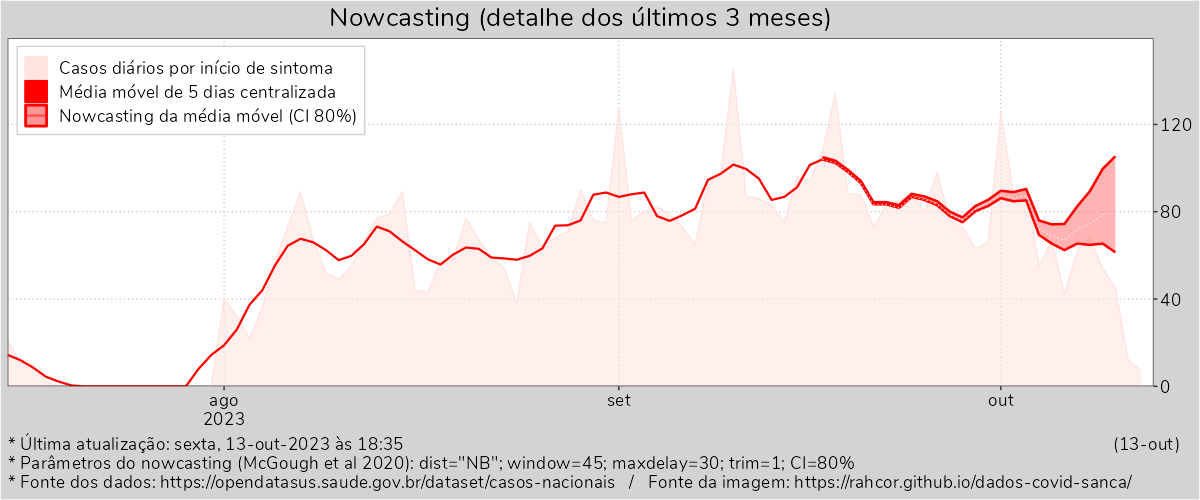 Nowcasting (detalhe dos últimos 3 meses)
Casos diários por início de sintoma
Média móvel de 5 dias centralizada
Nowcasting da média móvel (CI 80%)
120
80
40
0
ago
2023
set
out
* Última atualização: sexta, 13-out-2023 às 18:35
(13-out)
* Parâmetros do nowcasting (McGough et al 2020): dist="NB"; window=45; maxdelay=30; trim=1; CI=80%
* Fonte dos dados: https://opendatasus.saude.gov.br/dataset/casos-nacionais / Fonte da imagem: https://rahcor.github.io/dados-covid-sanca/